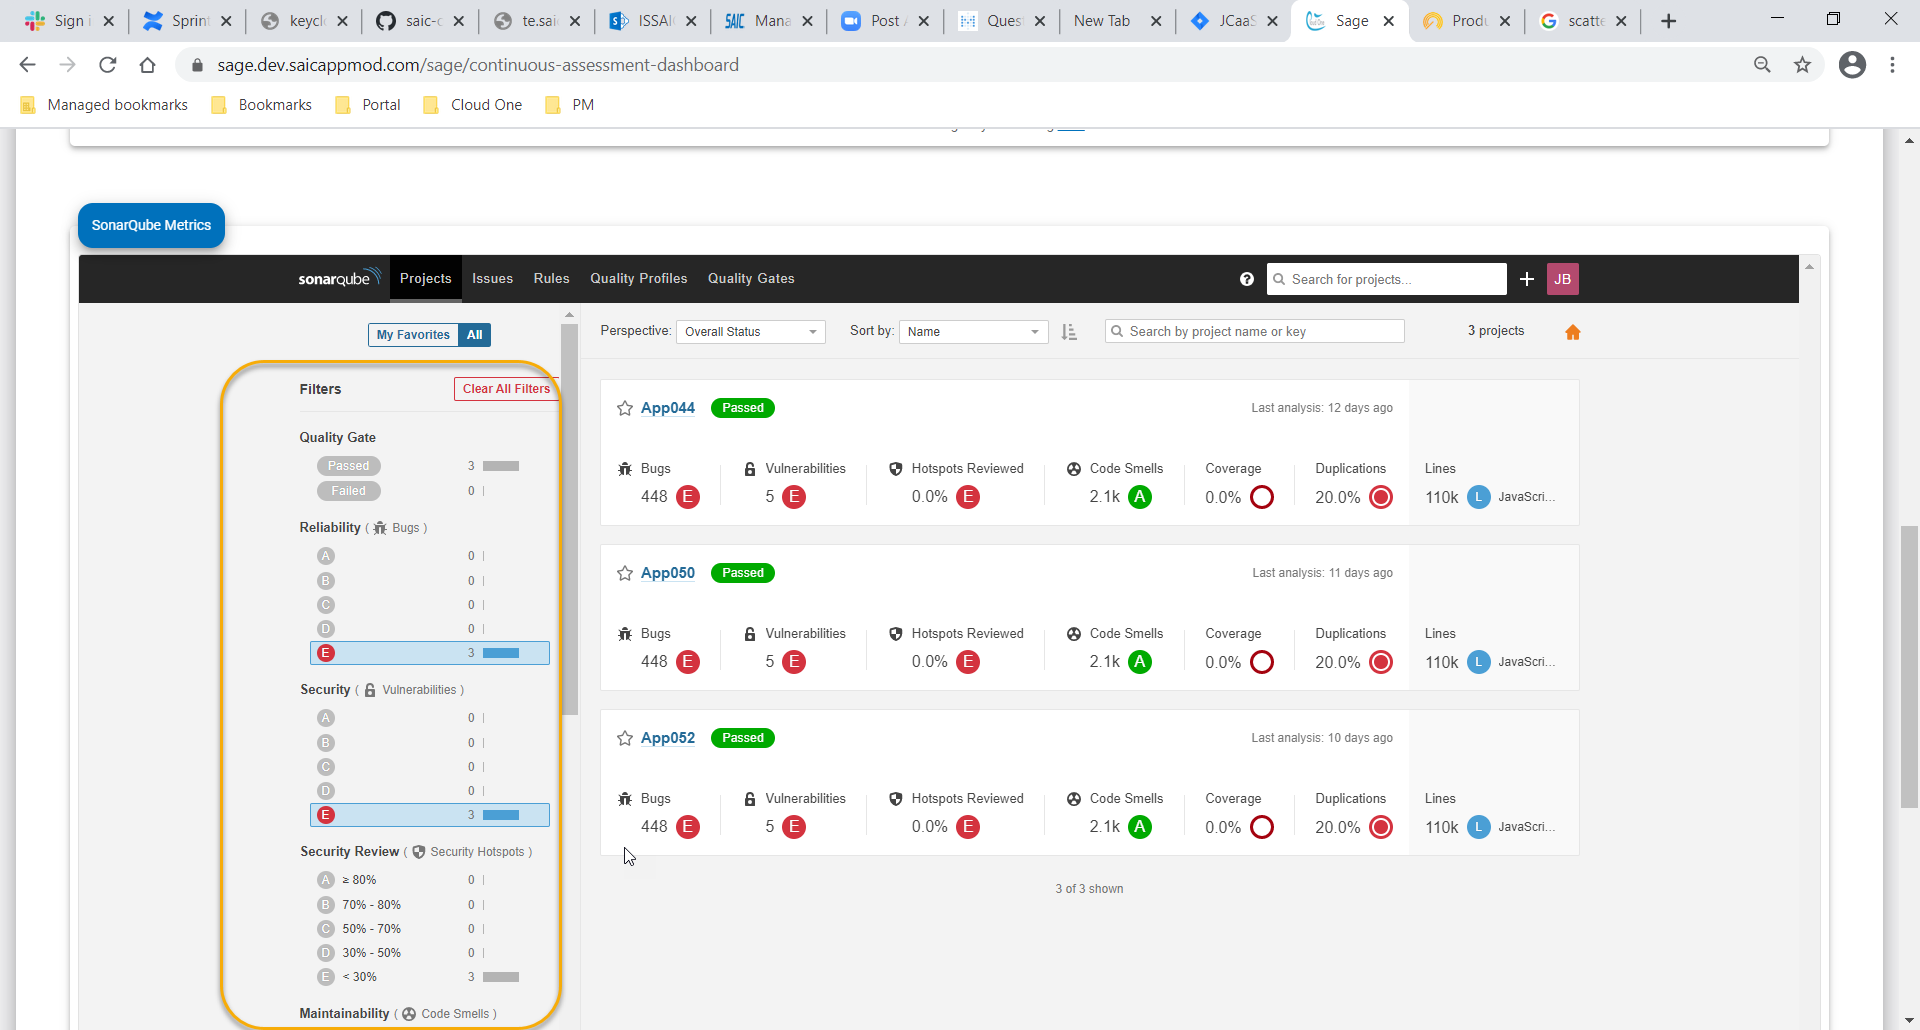 Sign i
Sprin
keycl
saic-c
te.sai
ISSAI
SAIC Mana
Post
Ques
New Tab
JCaaS
Sage
Produ
scatte
sage.dev.saicappmod.com/sage/continuous-assessment-dashboard
Managed bookmarks
Bookmarks
Portal
Cloud One
PM
SonarQube Metrics
sonarqube
Projects
Issues
Rules
Quality Profiles
Quality Gates
?
Search for projects...
JB
My Favorites
All
Perspective:
Overall Status
Sort by:
Name
Search by project name or key
3 projects
Filters
Clear All Filters
Quality Gate
Passed 3
Failed 0
Reliability ( Bugs )
A 0
B 0
C 0
D 0
E 3
Security ( Vulnerabilities )
A 0
B 0
C 0
D 0
E 3
Security Review ( Security Hotspots )
A ≥ 80% 0
B 70% - 80% 0
C 50% - 70% 0
D 30% - 50% 0
E < 30% 3
Maintainability ( Code Smells )
App044 Passed Last analysis: 12 days ago
Bugs Vulnerabilities Hotspots Reviewed Code Smells Coverage Duplications Lines
448 E 5 E 0.0% E 2.1k A 0.0% 20.0% 110k L JavaScri...
App050 Passed Last analysis: 11 days ago
Bugs Vulnerabilities Hotspots Reviewed Code Smells Coverage Duplications Lines
448 E 5 E 0.0% E 2.1k A 0.0% 20.0% 110k L JavaScri...
App052 Passed Last analysis: 10 days ago
Bugs Vulnerabilities Hotspots Reviewed Code Smells Coverage Duplications Lines
448 E 5 E 0.0% E 2.1k A 0.0% 20.0% 110k L JavaScri...
3 of 3 shown